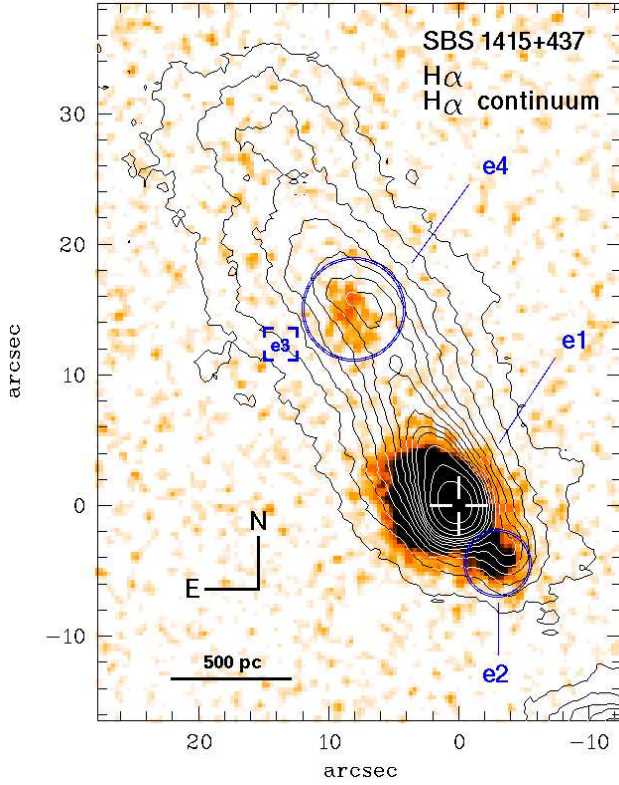 SBS 1415+437
Hα
Hα continuum
e4
e3
e1
N
E
500 pc
e2
30
20
10
0
−10
arcsec
20
10
0
−10
arcsec